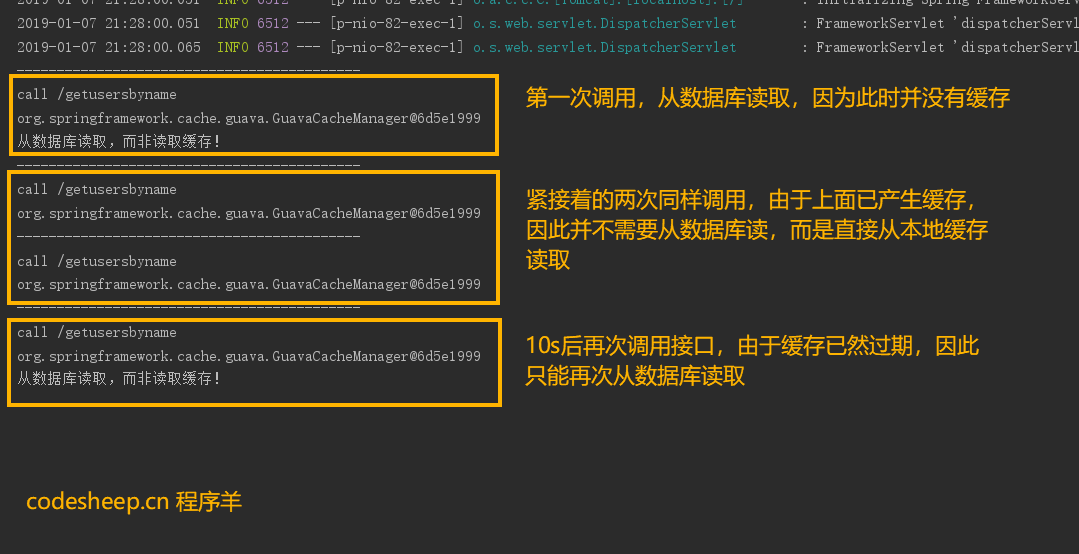 2019-01-07 21:28:00.051 INFO 6512 --- [p-nio-82-exec-1] o.a.c.c.C.[Tomcat].[localhost].[/] : Initializing Spring FrameworkServ
2019-01-07 21:28:00.051 INFO 6512 --- [p-nio-82-exec-1] o.s.web.servlet.DispatcherServlet : FrameworkServlet 'dispatcherServl
2019-01-07 21:28:00.065 INFO 6512 --- [p-nio-82-exec-1] o.s.web.servlet.DispatcherServlet : FrameworkServlet 'dispatcherServl
-----------------------------------------
call /getusersbyname
org.springframework.cache.guava.GuavaCacheManager@6d5e1999
从数据库读取，而非读取缓存！
第一次调用，从数据库读取，因为此时并没有缓存
-----------------------------------------
call /getusersbyname
org.springframework.cache.guava.GuavaCacheManager@6d5e1999
-----------------------------------------
call /getusersbyname
org.springframework.cache.guava.GuavaCacheManager@6d5e1999
紧接着的两次同样调用，由于上面已产生缓存，
因此并不需要从数据库读，而是直接从本地缓存
读取
-----------------------------------------
call /getusersbyname
org.springframework.cache.guava.GuavaCacheManager@6d5e1999
从数据库读取，而非读取缓存！
10s后再次调用接口，由于缓存已然过期，因此
只能再次从数据库读取
codesheep.cn 程序羊